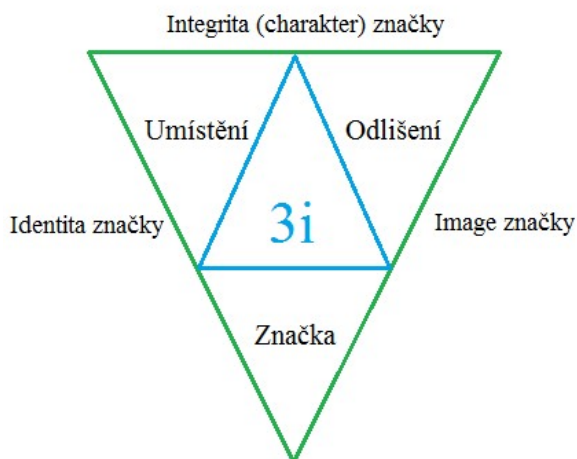 Integrita (charakter) značky
Umístění
Odlišení
Identita značky
3i
Image značky
Značka